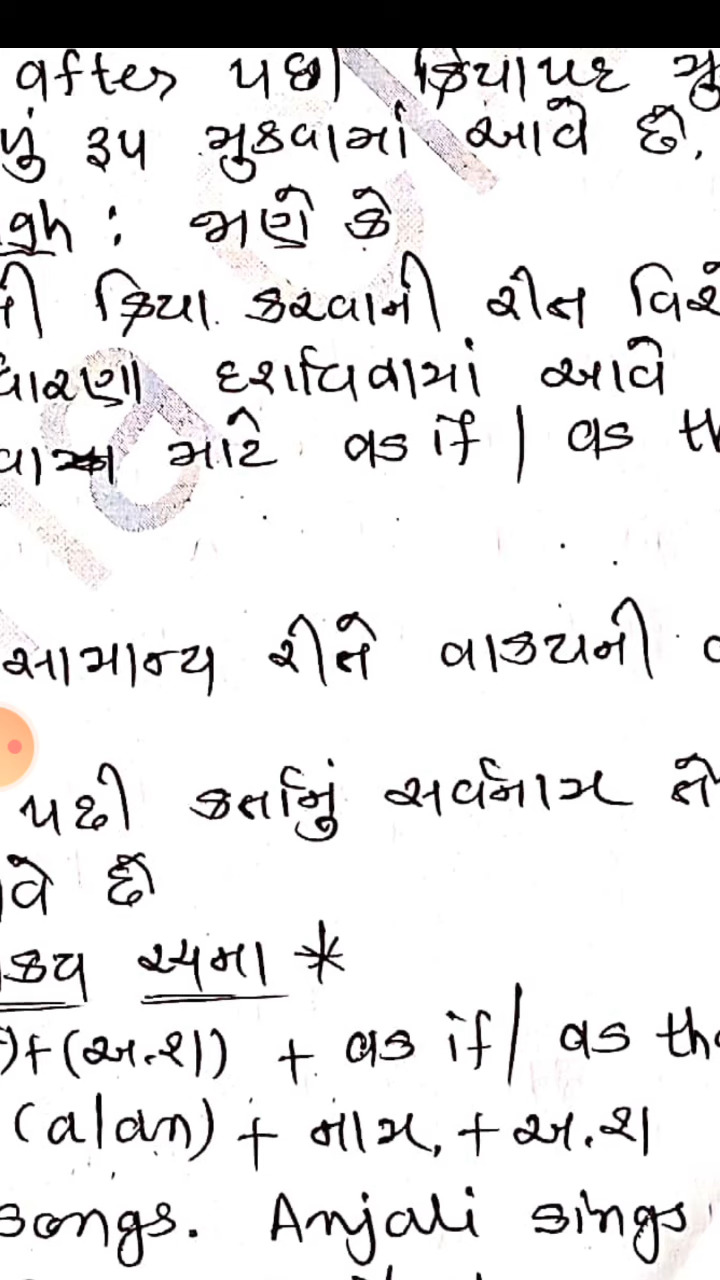 after પછી ક્રિયાપદ મુ
નું રૂપ મુકવામાં આવે છે.
gh : જાણે કે
ની ક્રિયા કરવાની રીત વિશે
ધારણા દર્શાવવામાં આવે
માટે as if | as th
સામાન્ય રીતે વાક્યની
પછી કર્તાનું સર્વનામ તે
વે છે
ક્ય રચના *
)+(અ.શ) + as if/ as tho
(a/an) + નામ. + અ.શ
songs. Anjali sings